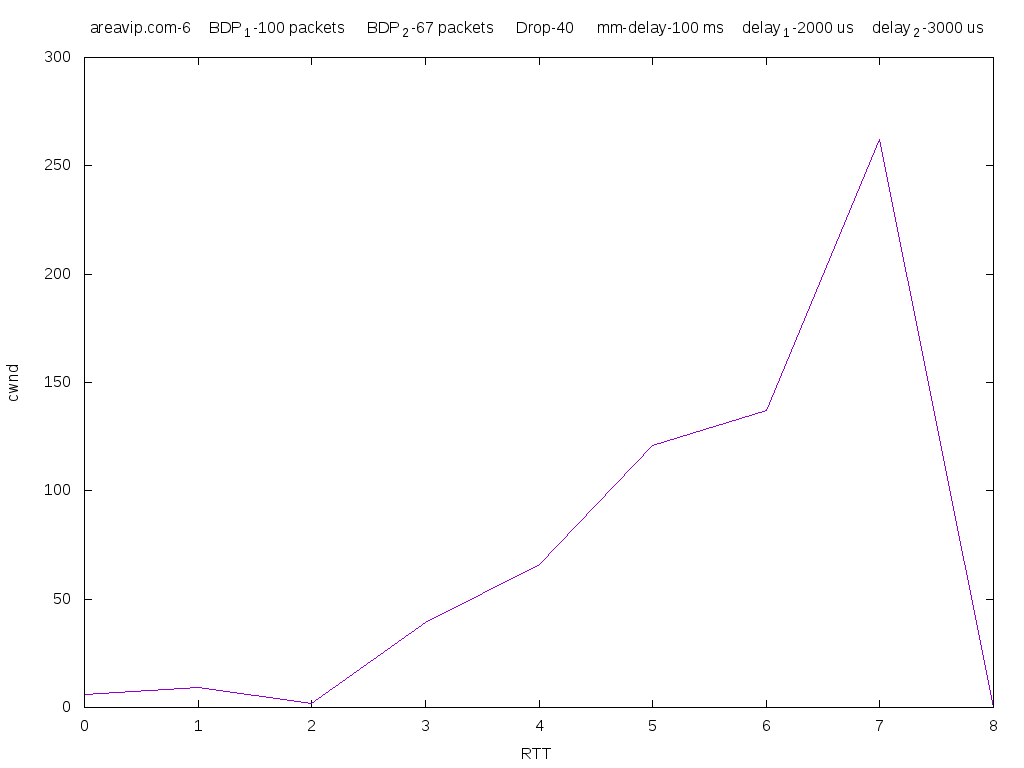 areavip.com-6 BDP1-100 packets BDP2-67 packets Drop-40 mm-delay-100 ms delay1-2000 us delay2-3000 us
300
250
200
150
100
50
0
cwnd
0 1 2 3 4 5 6 7 8
RTT